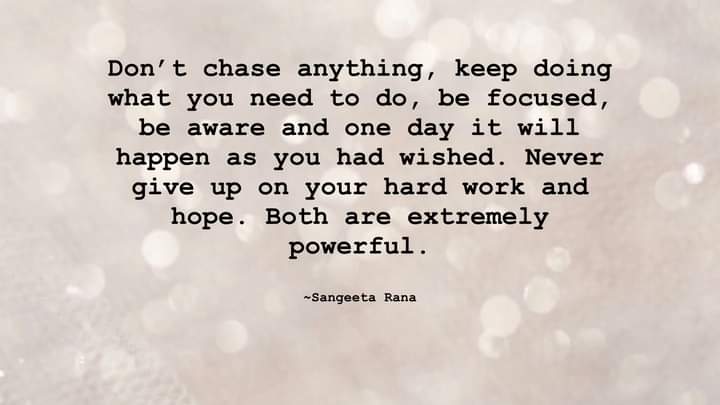 Don’t chase anything, keep doing
what you need to do, be focused,
be aware and one day it will
happen as you had wished. Never
give up on your hard work and
hope. Both are extremely
powerful.
~Sangeeta Rana